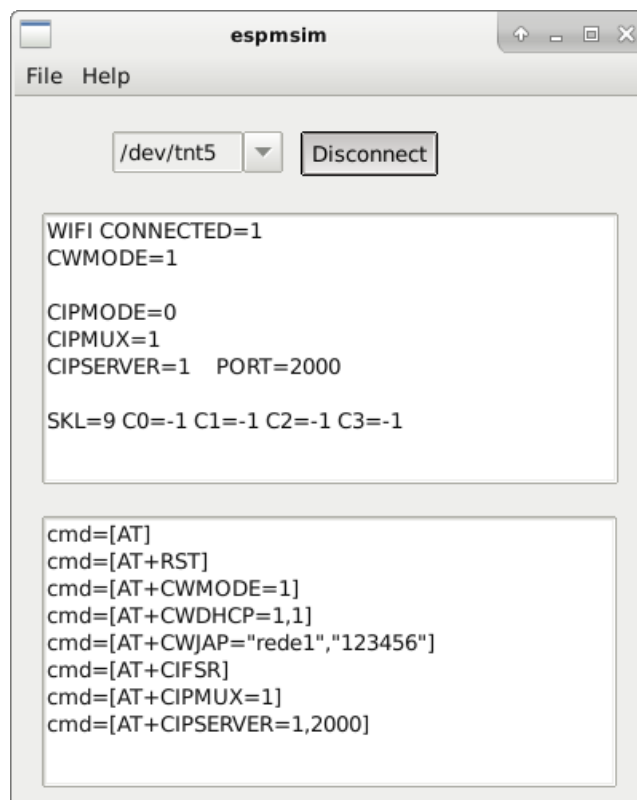 espmsim
File Help
/dev/tnt5 Disconnect
WIFI CONNECTED=1
CWMODE=1
CIPMODE=0
CIPMUX=1
CIPSERVER=1 PORT=2000
SKL=9 C0=-1 C1=-1 C2=-1 C3=-1
cmd=[AT]
cmd=[AT+RST]
cmd=[AT+CWMODE=1]
cmd=[AT+CWDHCP=1,1]
cmd=[AT+CWJAP="rede1","123456"]
cmd=[AT+CIFSR]
cmd=[AT+CIPMUX=1]
cmd=[AT+CIPSERVER=1,2000]